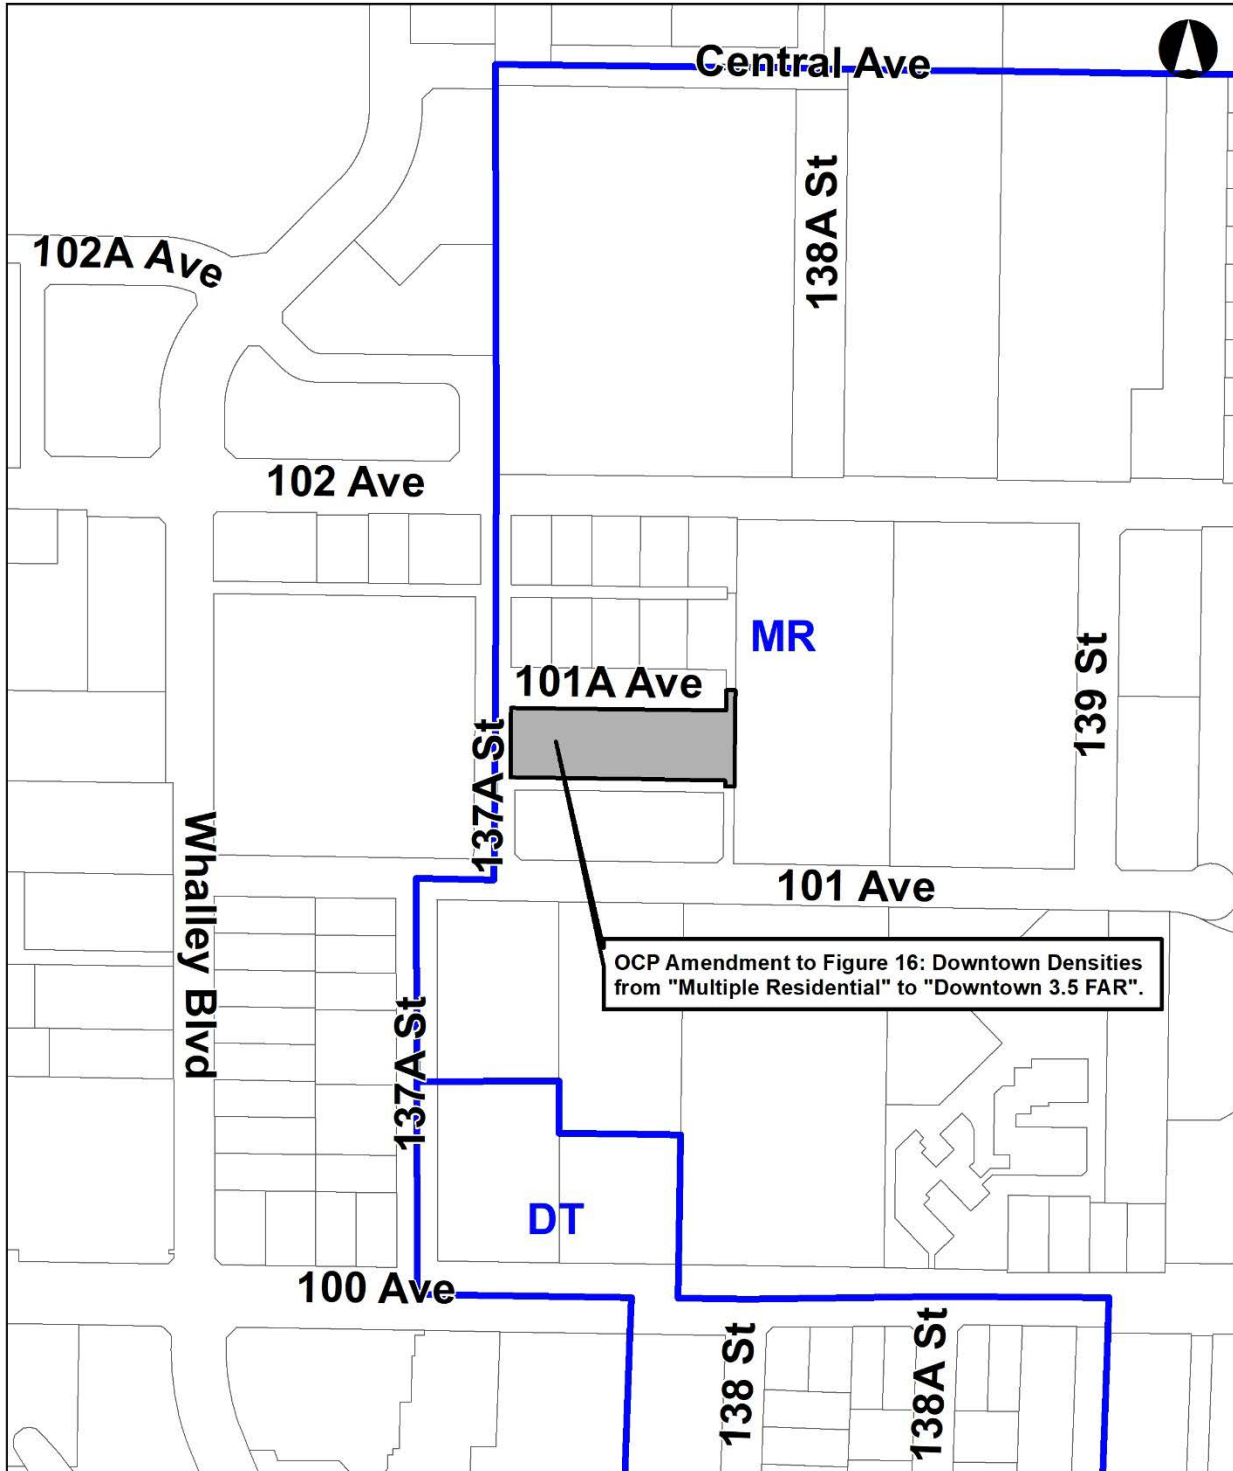 Central Ave
138A St
102A Ave
102 Ave
MR
139 St
101A Ave
137A St
Whalley Blvd
101 Ave
OCP Amendment to Figure 16: Downtown Densities
from "Multiple Residential" to "Downtown 3.5 FAR".
137A St
DT
100 Ave
138 St
138A St